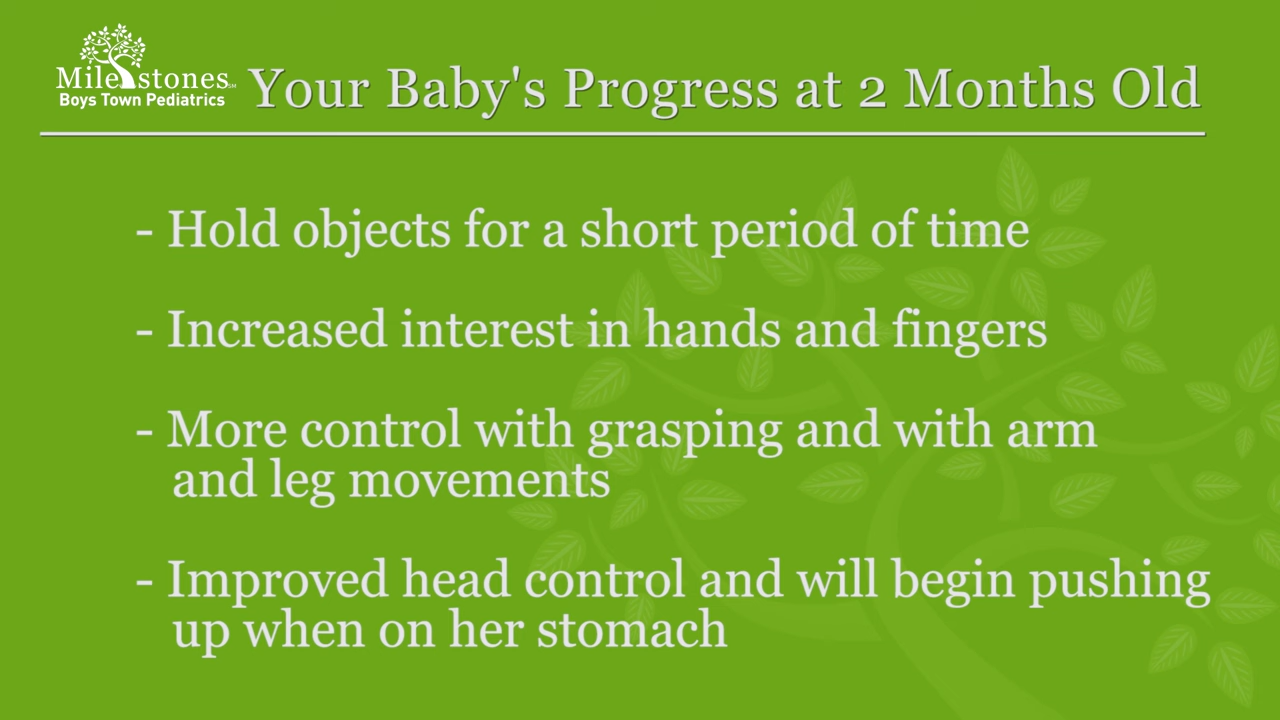 Milestones SM
Boys Town Pediatrics
Your Baby's Progress at 2 Months Old
- Hold objects for a short period of time
- Increased interest in hands and fingers
- More control with grasping and with arm
and leg movements
- Improved head control and will begin pushing
up when on her stomach